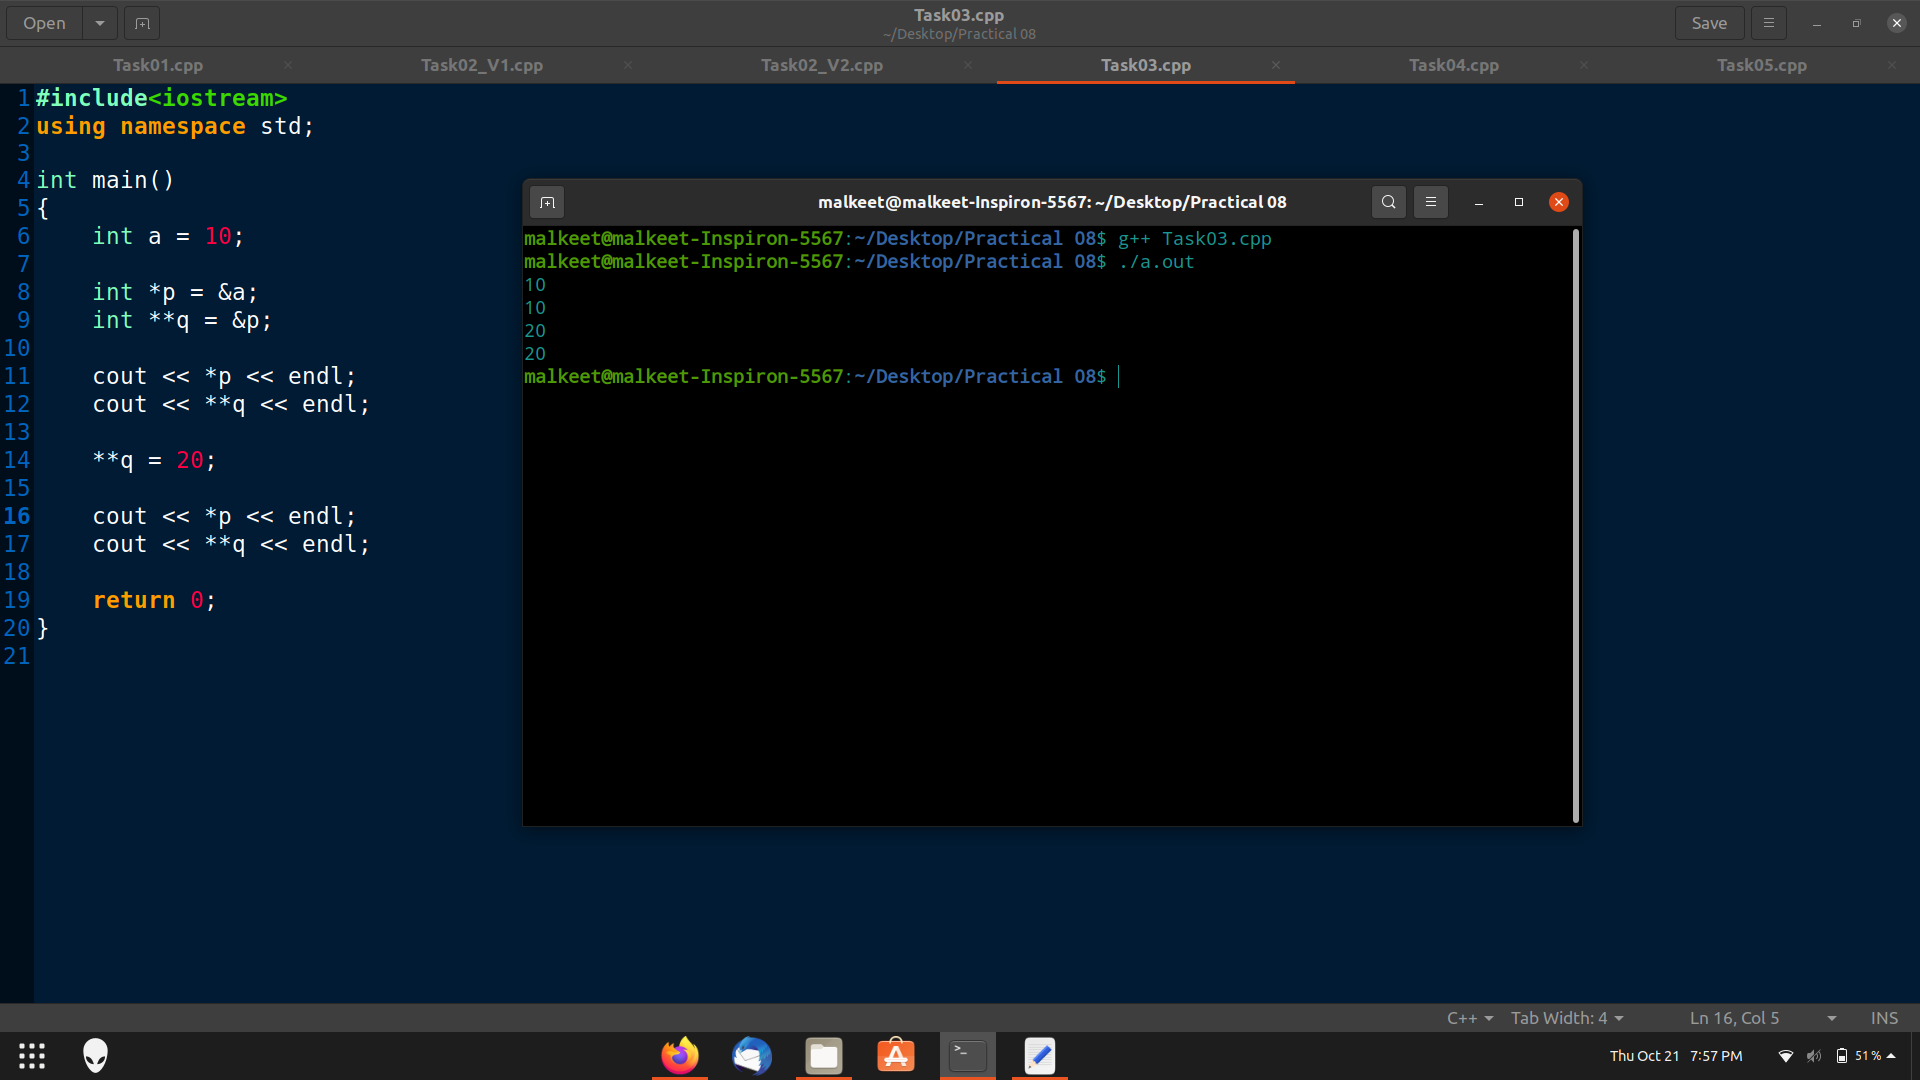 Open
Task03.cpp
~/Desktop/Practical 08
Save
Task01.cpp
Task02_V1.cpp
Task02_V2.cpp
Task03.cpp
Task04.cpp
Task05.cpp
1 #include<iostream>
2 using namespace std;
3
4 int main()
5 {
6     int a = 10;
7
8     int *p = &a;
9     int **q = &p;
10
11     cout << *p << endl;
12     cout << **q << endl;
13
14     **q = 20;
15
16     cout << *p << endl;
17     cout << **q << endl;
18
19     return 0;
20 }
21
malkeet@malkeet-Inspiron-5567: ~/Desktop/Practical 08
malkeet@malkeet-Inspiron-5567:~/Desktop/Practical 08$ g++ Task03.cpp
malkeet@malkeet-Inspiron-5567:~/Desktop/Practical 08$ ./a.out
10
10
20
20
malkeet@malkeet-Inspiron-5567:~/Desktop/Practical 08$
C++ Tab Width: 4 Ln 16, Col 5 INS
Thu Oct 21 7:57 PM 51%